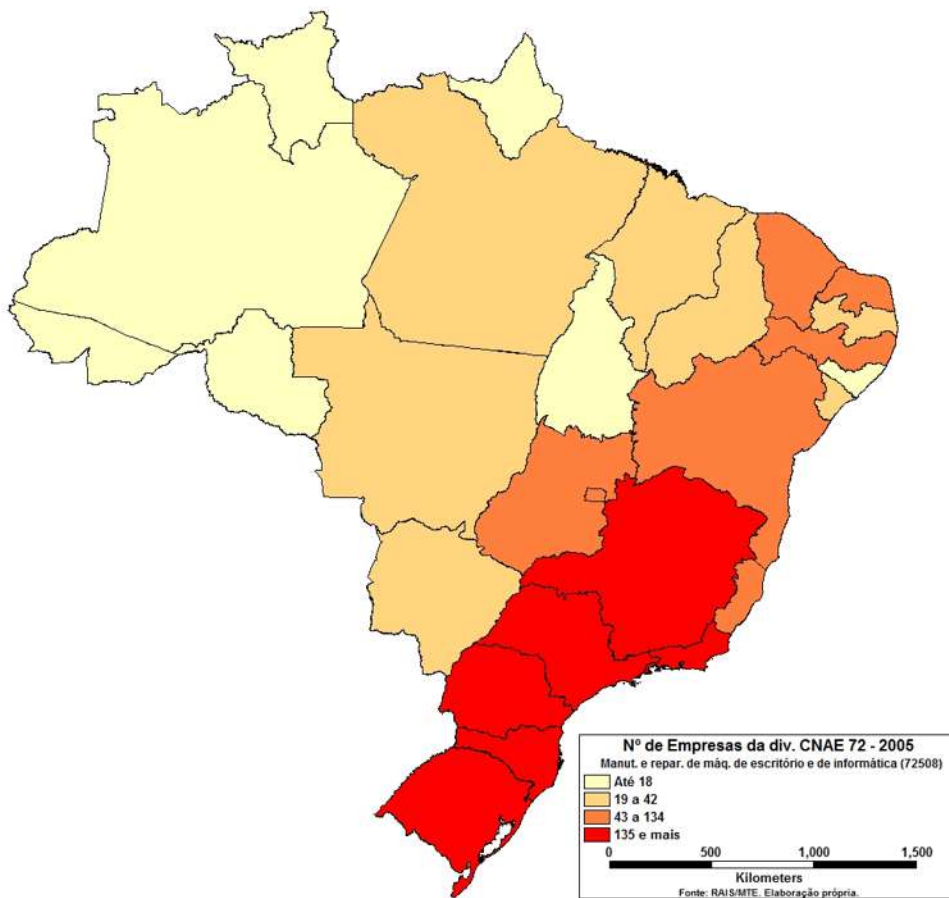 Nº de Empresas da div. CNAE 72 - 2005
Manut. e repar. de máq. de escritório e de informática (72508)
Até 18
19 a 42
43 a 134
135 e mais
0 500 1,000 1,500
Kilometers
Fonte: RAIS/MTE. Elaboração própria.